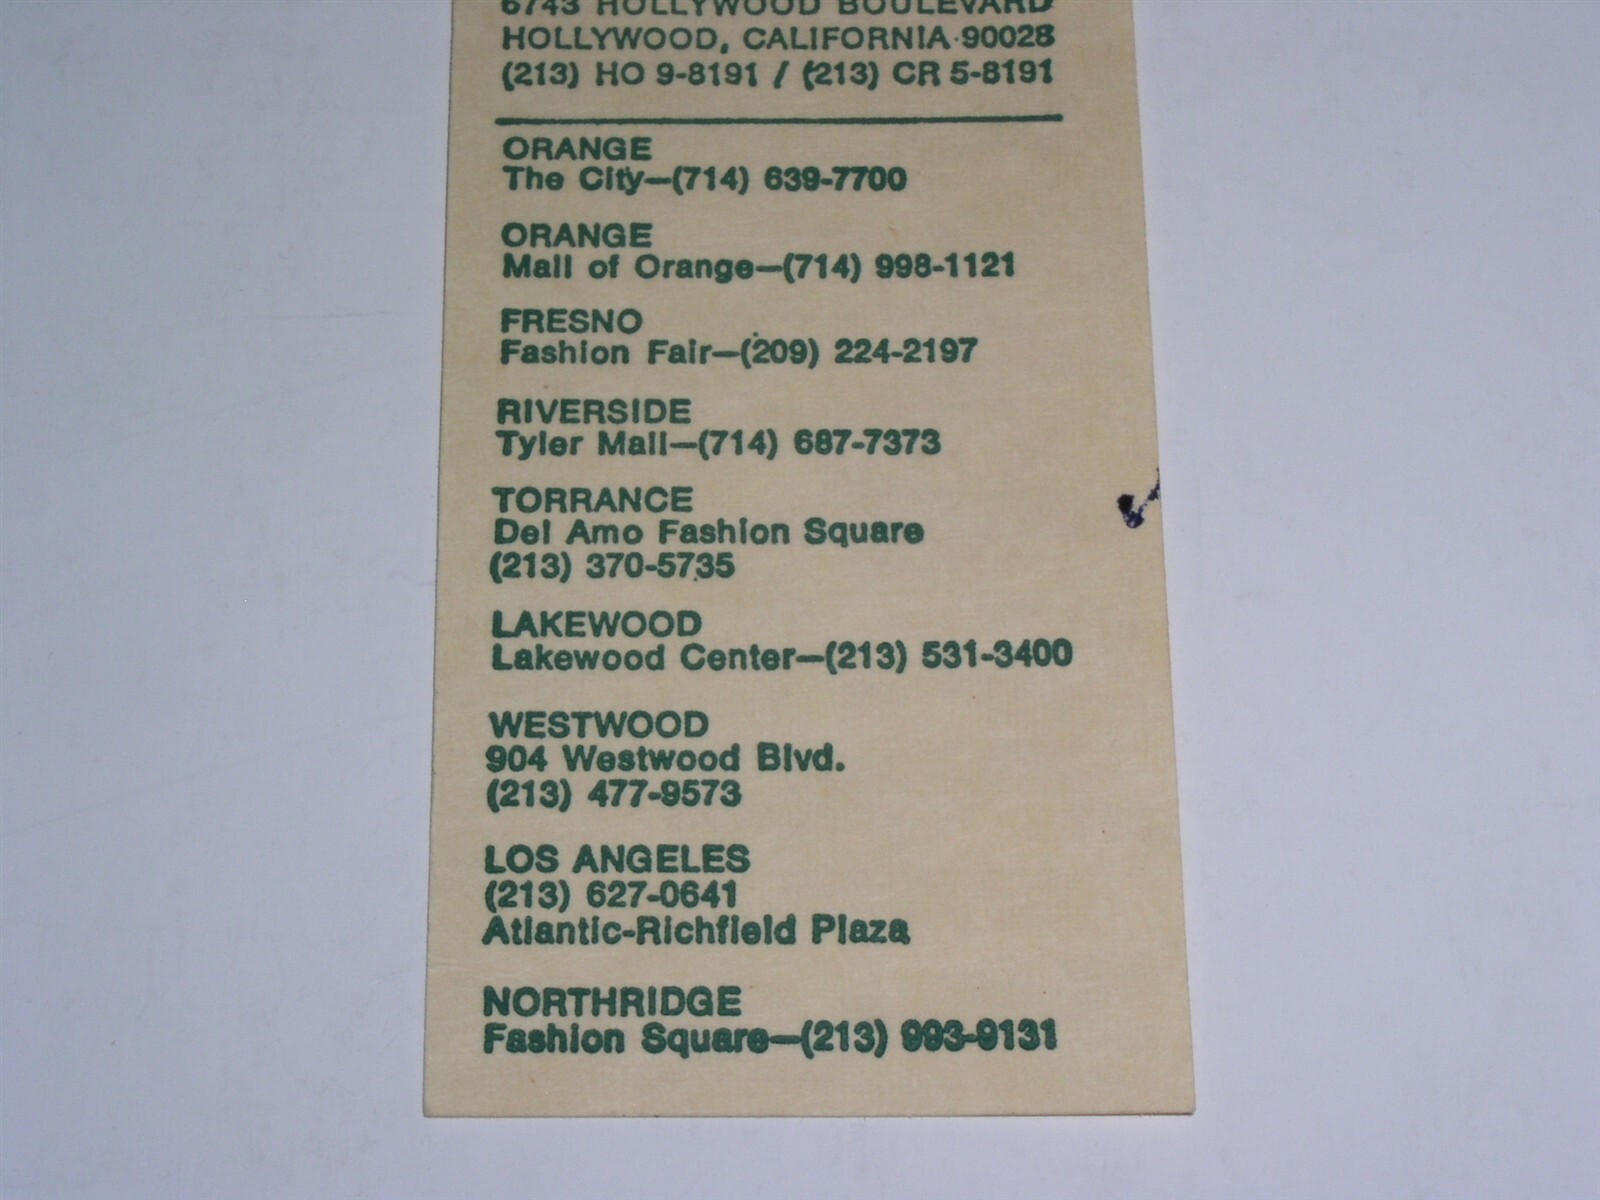 6743 HOLLYWOOD BOULEVARD
HOLLYWOOD, CALIFORNIA 90028
(213) HO 9-8191 / (213) CR 5-8191
ORANGE
The City—(714) 639-7700
ORANGE
Mall of Orange—(714) 998-1121
FRESNO
Fashion Fair—(209) 224-2197
RIVERSIDE
Tyler Mall—(714) 687-7373
TORRANCE
Del Amo Fashion Square
(213) 370-5735
LAKEWOOD
Lakewood Center—(213) 531-3400
WESTWOOD
904 Westwood Blvd.
(213) 477-9573
LOS ANGELES
(213) 627-0641
Atlantic-Richfield Plaza
NORTHRIDGE
Fashion Square—(213) 993-9131